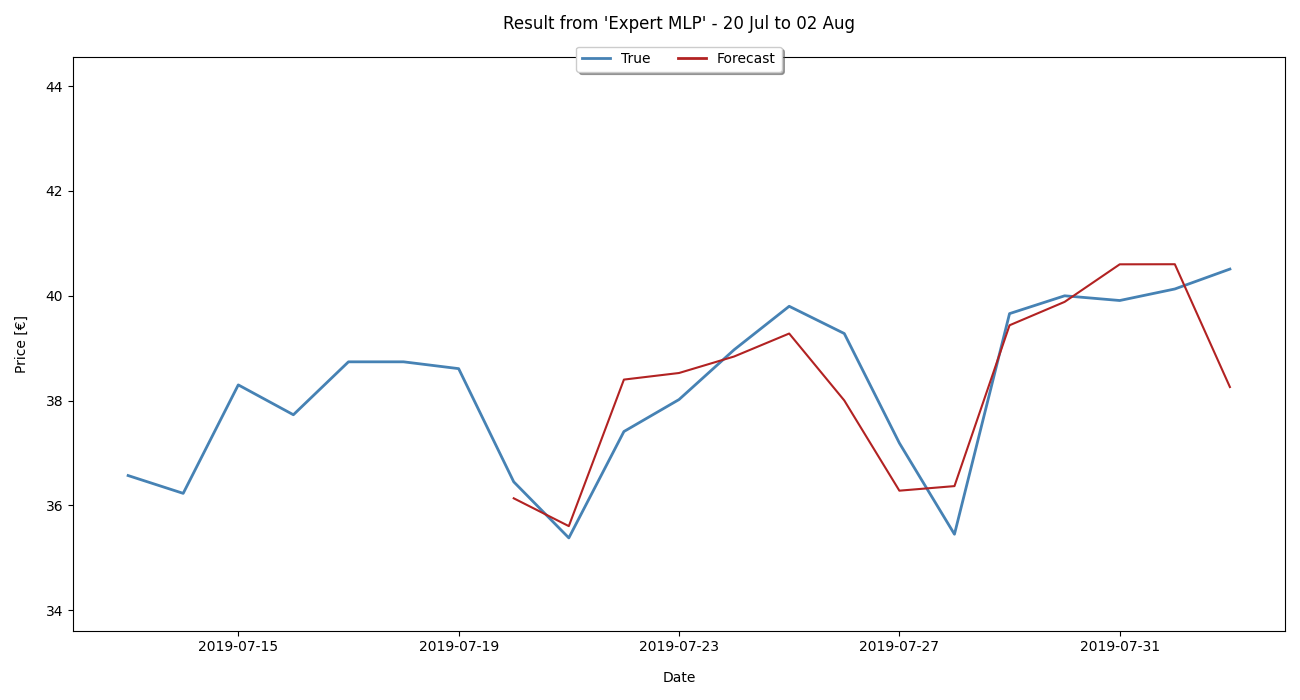 Result from 'Expert MLP' - 20 Jul to 02 Aug
True Forecast
44
42
40
38
36
34
Price [€]
2019-07-15 2019-07-19 2019-07-23 2019-07-27 2019-07-31
Date